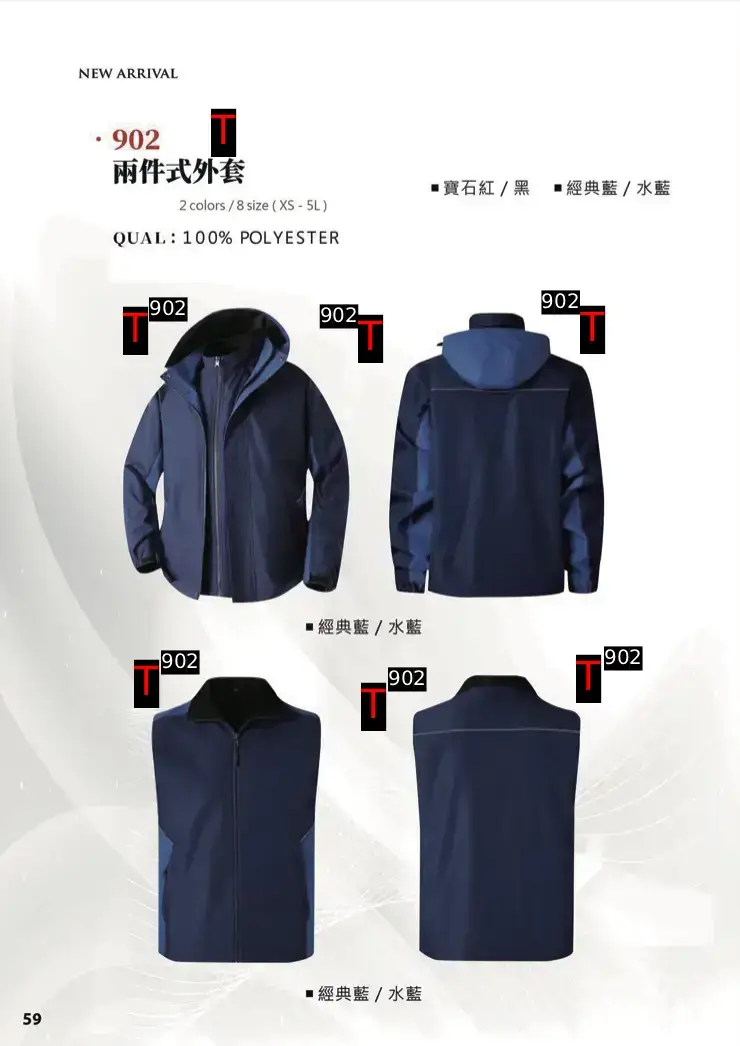 NEW ARRIVAL
T
· 902
兩件式外套
2 colors / 8 size ( XS - 5L )
■ 寶石紅 / 黑 ■ 經典藍 / 水藍
QUAL : 100% POLYESTER
T 902
902 T
902 T
■ 經典藍 / 水藍
T 902
T 902
T 902
■ 經典藍 / 水藍
59